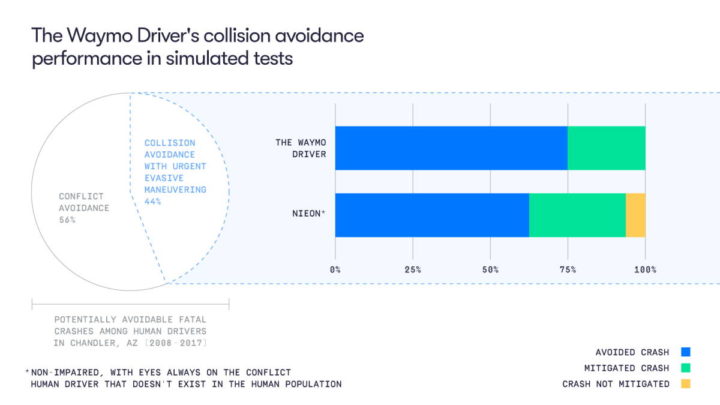 The Waymo Driver's collision avoidance
performance in simulated tests
COLLISION
AVOIDANCE
WITH URGENT
EVASIVE
MANEUVERING
44%
CONFLICT
AVOIDANCE
56%
THE WAYMO
DRIVER
NIEON*
0%
25%
50%
75%
100%
POTENTIALLY AVOIDABLE FATAL
CRASHES AMONG HUMAN DRIVERS
IN CHANDLER, AZ (2008-2017)
*NON-IMPAIRED, WITH EYES ALWAYS ON THE CONFLICT
HUMAN DRIVER THAT DOESN'T EXIST IN THE HUMAN POPULATION
AVOIDED CRASH
MITIGATED CRASH
CRASH NOT MITIGATED